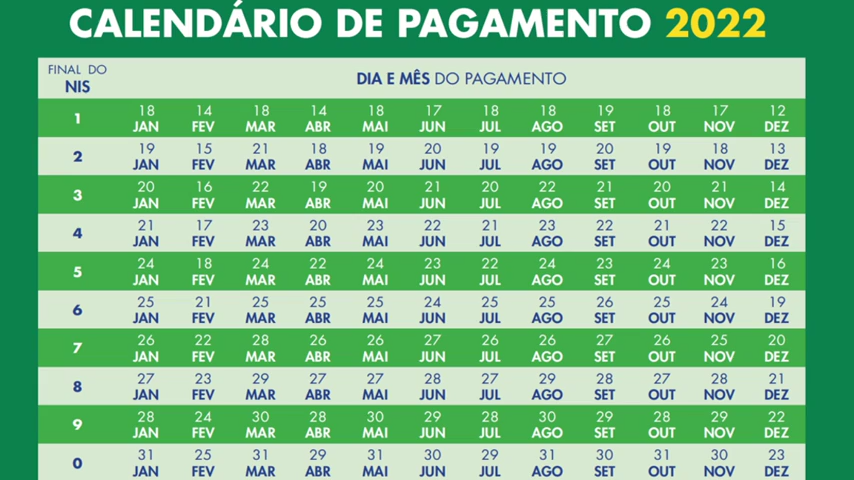 CALENDÁRIO DE PAGAMENTO 2022
FINAL DO
NIS
DIA E MÊS DO PAGAMENTO
18 14 18 14 18 17 18 18 19 18 17 12
1
JAN FEV MAR ABR MAI JUN JUL AGO SET OUT NOV DEZ
19 15 21 18 19 20 19 19 20 19 18 13
2
JAN FEV MAR ABR MAI JUN JUL AGO SET OUT NOV DEZ
20 16 22 19 20 21 20 22 21 20 21 14
3
JAN FEV MAR ABR MAI JUN JUL AGO SET OUT NOV DEZ
21 17 23 20 23 22 21 23 22 21 22 15
4
JAN FEV MAR ABR MAI JUN JUL AGO SET OUT NOV DEZ
24 18 24 22 24 23 22 24 23 24 23 16
5
JAN FEV MAR ABR MAI JUN JUL AGO SET OUT NOV DEZ
25 21 25 25 25 24 25 25 26 25 24 19
6
JAN FEV MAR ABR MAI JUN JUL AGO SET OUT NOV DEZ
26 22 28 26 26 27 26 26 27 26 25 20
7
JAN FEV MAR ABR MAI JUN JUL AGO SET OUT NOV DEZ
27 23 29 27 27 28 27 29 28 27 28 21
8
JAN FEV MAR ABR MAI JUN JUL AGO SET OUT NOV DEZ
28 24 30 28 30 29 28 30 29 28 29 22
9
JAN FEV MAR ABR MAI JUN JUL AGO SET OUT NOV DEZ
31 25 31 29 31 30 29 31 30 31 30 23
0
JAN FEV MAR ABR MAI JUN JUL AGO SET OUT NOV DEZ